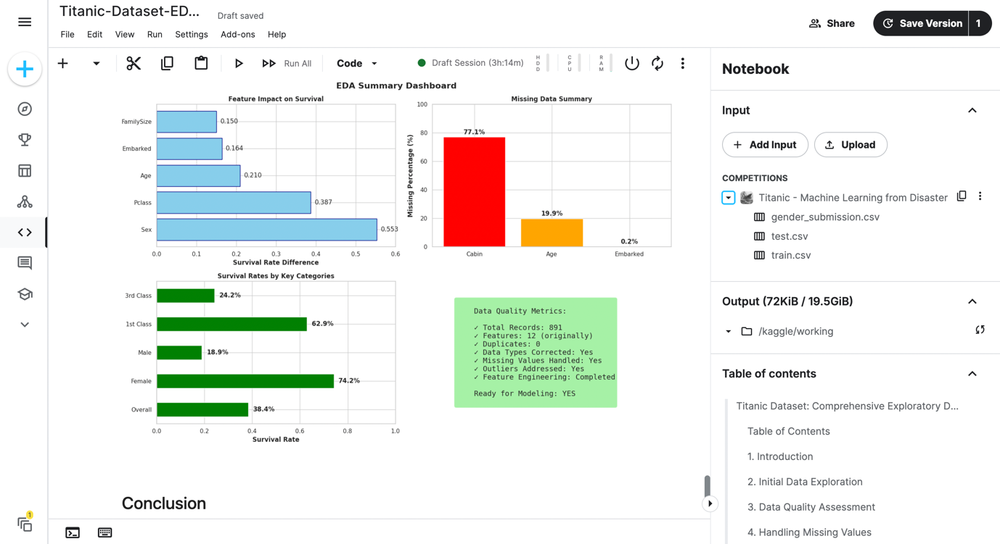 Titanic-Dataset-ED...
Draft saved
File Edit View Run Settings Add-ons Help
Share
Save Version 1
Run All
Code
Draft Session (3h:14m)
HDD
CPU
RAM
EDA Summary Dashboard
Feature Impact on Survival
FamilySize 0.150
Embarked 0.164
Age 0.210
Pclass 0.387
Sex 0.553
0.0 0.1 0.2 0.3 0.4 0.5 0.6
Survival Rate Difference
Missing Data Summary
Missing Percentage (%)
100
80
60
40
20
0
77.1%
19.9%
0.2%
Cabin Age Embarked
Survival Rates by Key Categories
3rd Class 24.2%
1st Class 62.9%
Male 18.9%
Female 74.2%
Overall 38.4%
0.0 0.2 0.4 0.6 0.8 1.0
Survival Rate
Data Quality Metrics:
✓ Total Records: 891
✓ Features: 12 (originally)
✓ Duplicates: 0
✓ Data Types Corrected: Yes
✓ Missing Values Handled: Yes
✓ Outliers Addressed: Yes
✓ Feature Engineering: Completed
Ready for Modeling: YES
Conclusion
1
Notebook
Input
Add Input
Upload
COMPETITIONS
Titanic - Machine Learning from Disaster
gender_submission.csv
test.csv
train.csv
Output (72KiB / 19.5GiB)
/kaggle/working
Table of contents
Titanic Dataset: Comprehensive Exploratory D...
Table of Contents
1. Introduction
2. Initial Data Exploration
3. Data Quality Assessment
4. Handling Missing Values